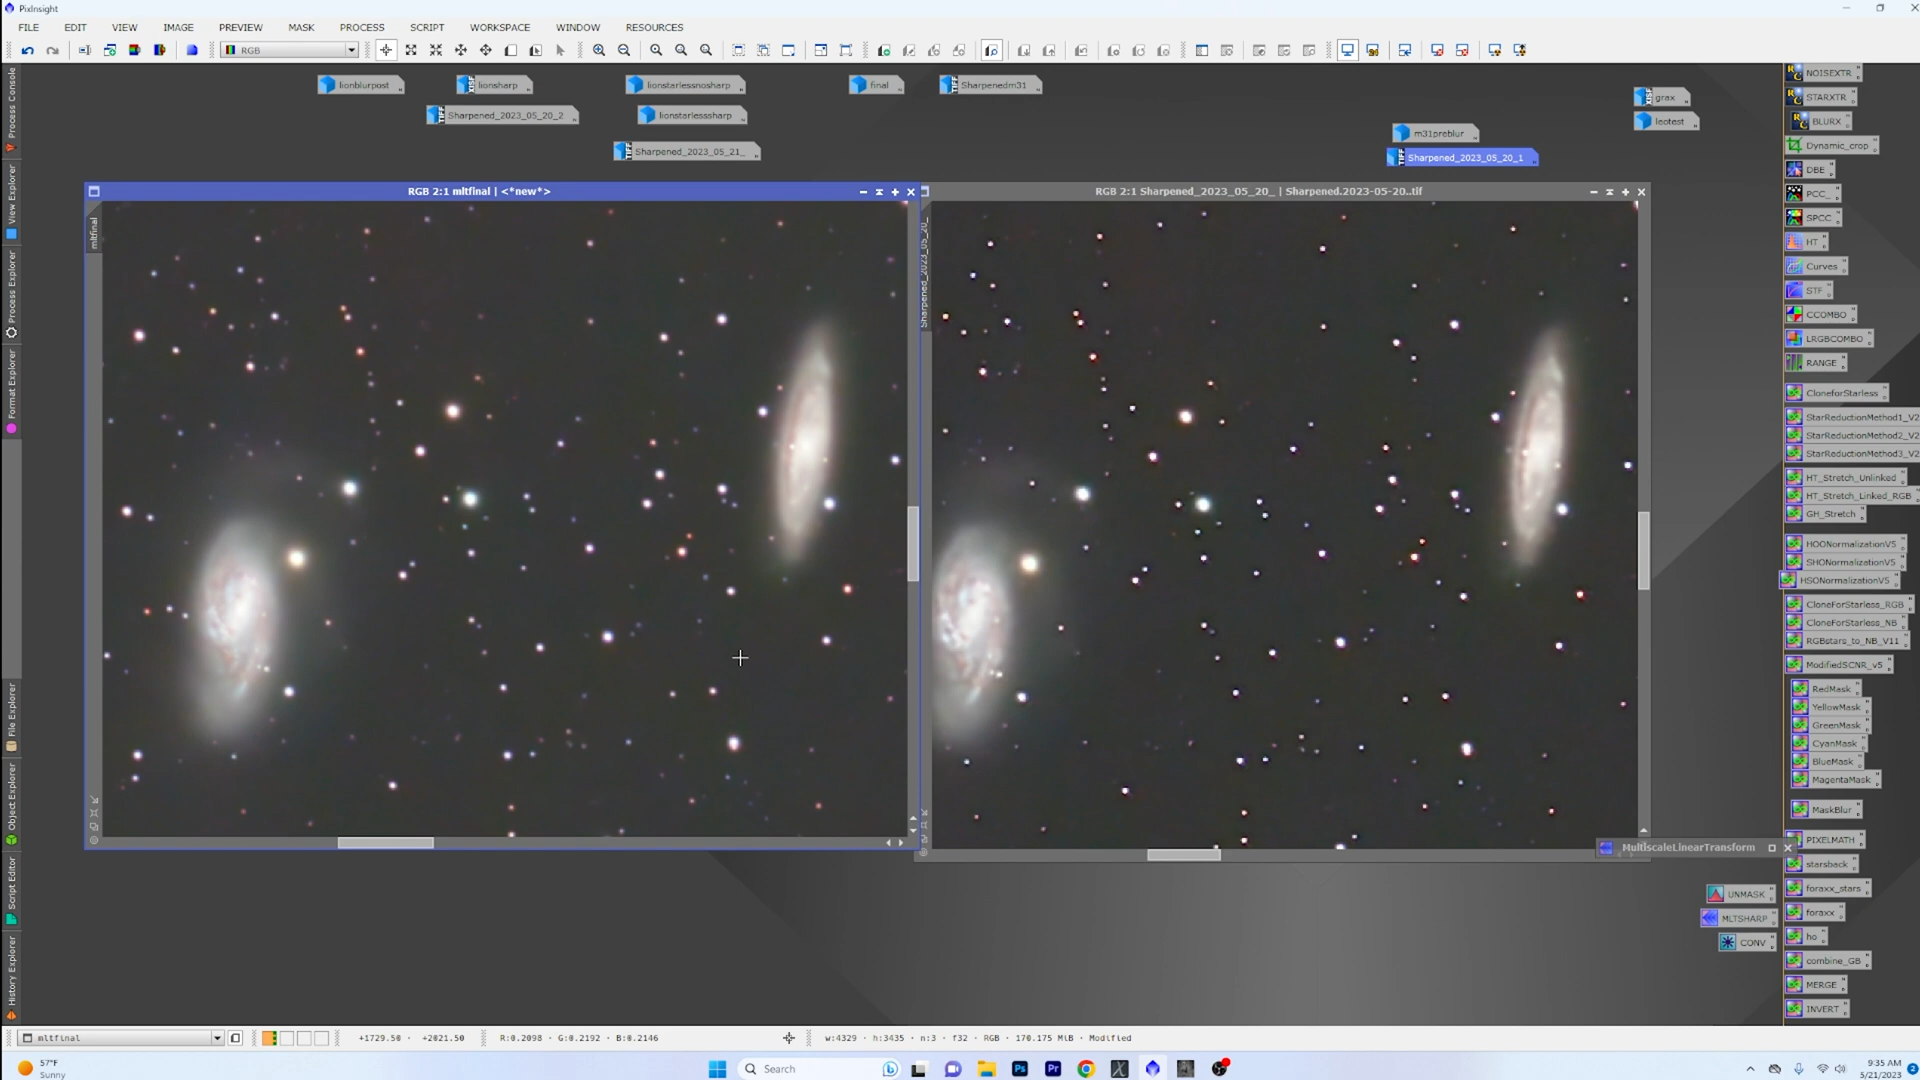 PixInsight
FILE EDIT VIEW IMAGE PREVIEW MASK PROCESS SCRIPT WORKSPACE WINDOW RESOURCES
RGB
Process Console
View Explorer
Process Explorer
Format Explorer
File Explorer
Object Explorer
Script Editor
History Explorer
lionblurpost
lionsharp
lionstarlessnosharp
final
Sharpenedm31
Sharpened_2023_05_20_2
lionstarlesssharp
Sharpened_2023_05_21_
m31preblur
Sharpened_2023_05_20_1
grax
leotest
RGB 2:1 mltfinal | <*new*>
mltfinal
RGB 2:1 Sharpened_2023_05_20_ | Sharpened.2023-05-20..tif
Sharpened_2023_05_20_
NOISEXTR
STARXTR
BLURX
Dynamic_crop
DBE
PCC_
SPCC
HT
Curves
STF
CCOMBO
LRGBCOMBO
RANGE
CloneforStarless
StarReductionMethod1_V2
StarReductionMethod2_V2
StarReductionMethod3_V2
HT_Stretch_Unlinked
HT_Stretch_Linked_RGB
GH_Stretch
HOONormalizationV5
SHONormalizationV5
HSONormalizationV5
CloneForStarless_RGB
CloneForStarless_NB
RGBstars_to_NB_V11
ModifiedSCNR_v5
RedMask
YellowMask
GreenMask
CyanMask
BlueMask
MagentaMask
MaskBlur
PIXELMATH
starsback
foraxx_stars
foraxx
ho
combine_GB
MERGE
INVERT
MultiscaleLinearTransform
UNMASK
MLTSHARP
CONV
mltfinal
+1729.50 · +2021.50
R:0.2098 · G:0.2192 · B:0.2146
w:4329 · h:3435 · n:3 · f32 · RGB · 170.175 MiB · Modified
57°F
Sunny
Search
9:35 AM
5/21/2023
2